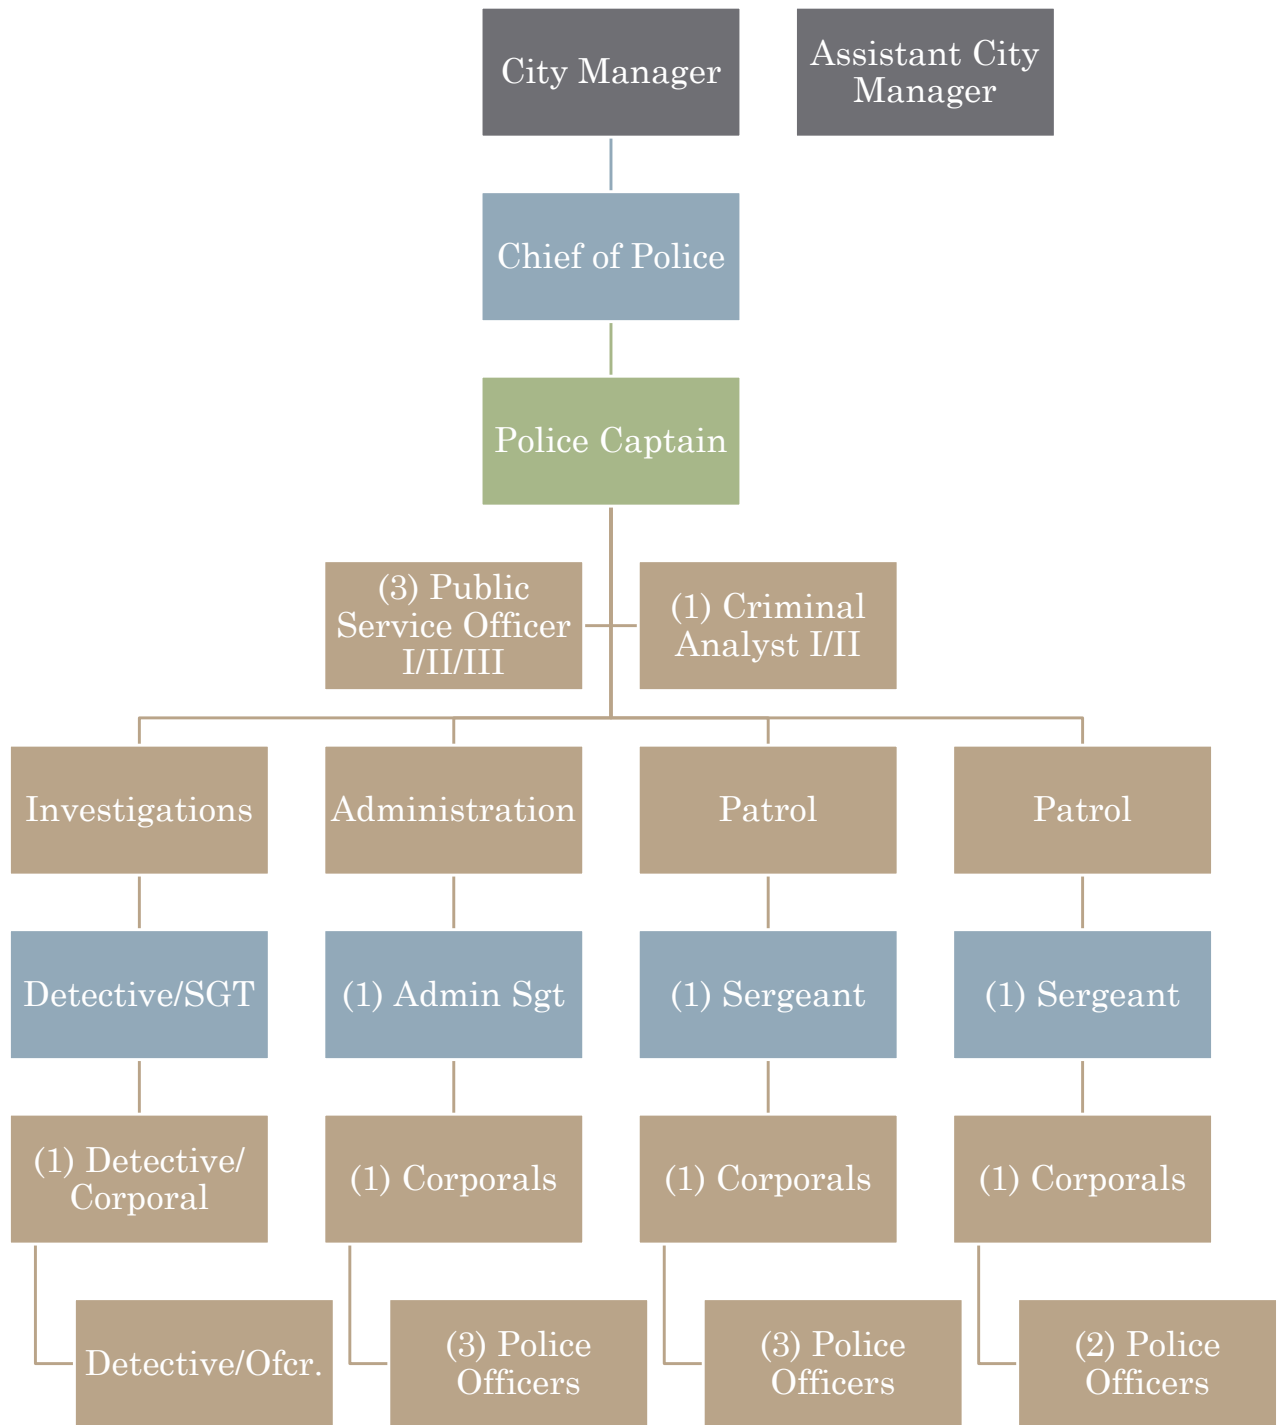 City Manager
Assistant City
Manager
Chief of Police
Police Captain
(3) Public
Service Officer
I/II/III
(1) Criminal
Analyst I/II
Investigations
Administration
Patrol
Patrol
Detective/SGT
(1) Admin Sgt
(1) Sergeant
(1) Sergeant
(1) Detective/
Corporal
(1) Corporals
(1) Corporals
(1) Corporals
Detective/Ofcr.
(3) Police
Officers
(3) Police
Officers
(2) Police
Officers